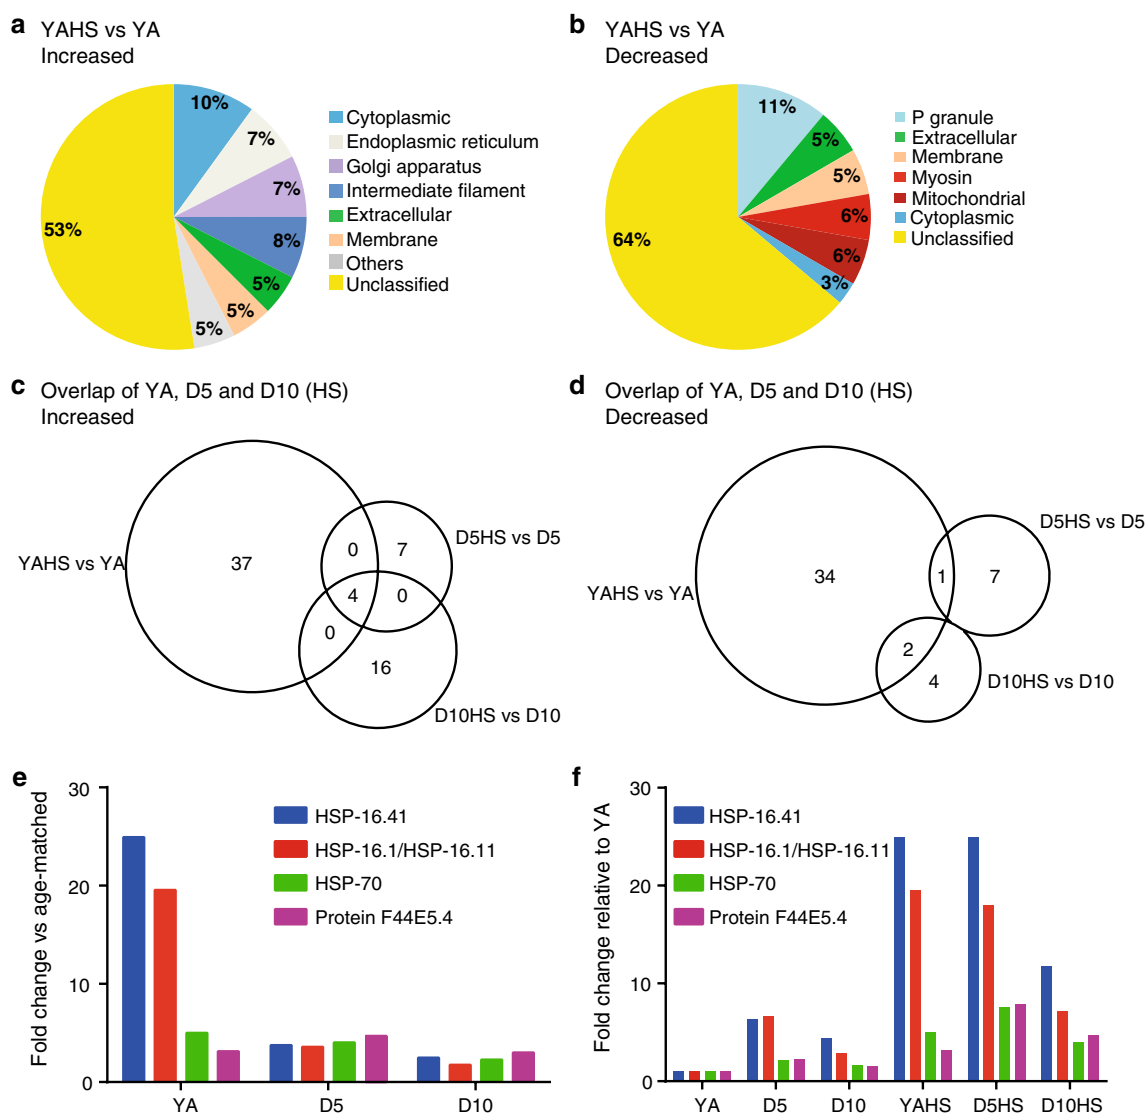 a
YAHS vs YA
Increased
10%
7%
7%
8%
5%
5%
5%
53%
Cytoplasmic
Endoplasmic reticulum
Golgi apparatus
Intermediate filament
Extracellular
Membrane
Others
Unclassified
b
YAHS vs YA
Decreased
11%
5%
5%
6%
6%
3%
64%
P granule
Extracellular
Membrane
Myosin
Mitochondrial
Cytoplasmic
Unclassified
c
Overlap of YA, D5 and D10 (HS)
Increased
YAHS vs YA
37
0
7
D5HS vs D5
4
0
0
16
D10HS vs D10
d
Overlap of YA, D5 and D10 (HS)
Decreased
YAHS vs YA
34
1
7
D5HS vs D5
2
4
D10HS vs D10
e
Fold change vs age-matched
30
20
10
0
HSP-16.41
HSP-16.1/HSP-16.11
HSP-70
Protein F44E5.4
YA
D5
D10
f
Fold change relative to YA
30
20
10
0
HSP-16.41
HSP-16.1/HSP-16.11
HSP-70
Protein F44E5.4
YA
D5
D10
YAHS
D5HS
D10HS